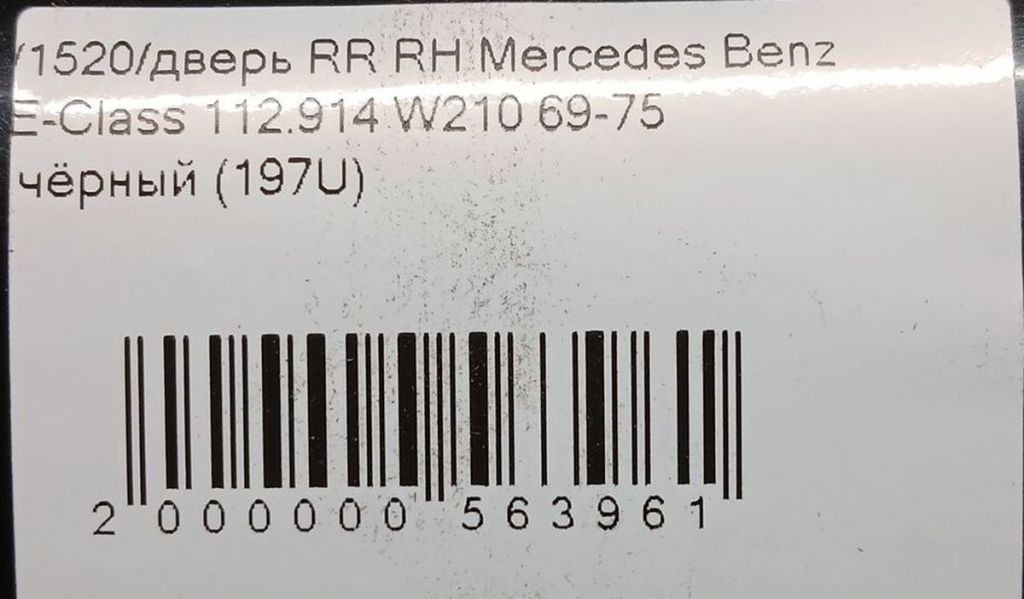 /1520/дверь RR RH Mercedes Benz
E-Class 112.914 W210 69-75
чёрный (197U)
2 000000 563961